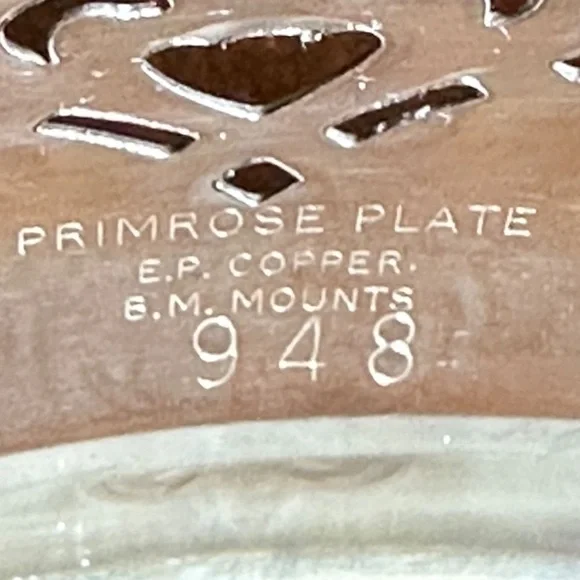 PRIMROSE PLATE
E.P. COPPER.
B.M. MOUNTS
948